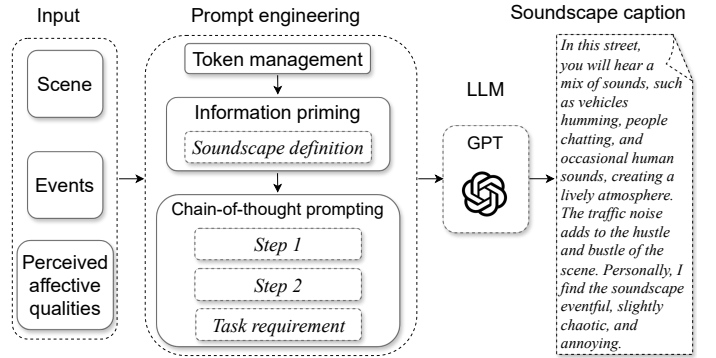 Input
Scene
Events
Perceived
affective
qualities
Prompt engineering
Token management
Information priming
Soundscape definition
Chain-of-thought prompting
Step 1
Step 2
Task requirement
LLM
GPT
Soundscape caption
In this street,
you will hear a
mix of sounds, such
as vehicles
humming, people
chatting, and
occasional human
sounds, creating a
lively atmosphere.
The traffic noise
adds to the hustle
and bustle of the
scene. Personally, I
find the soundscape
eventful, slightly
chaotic, and
annoying.